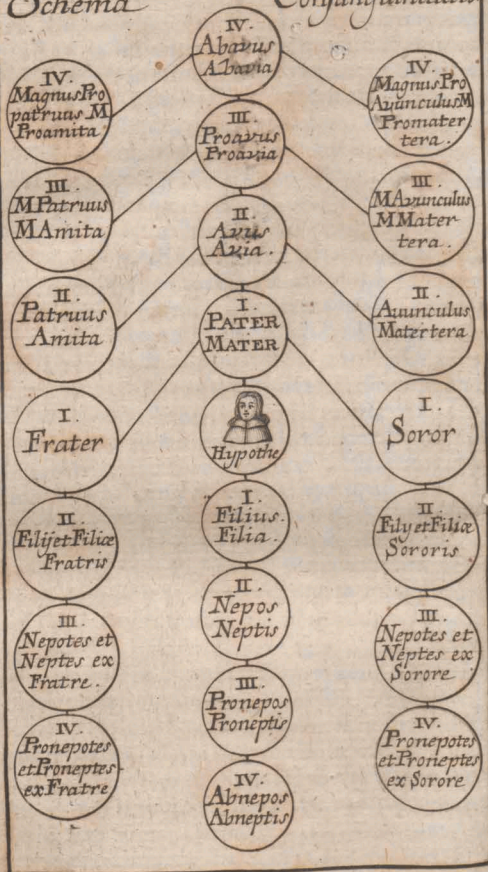 Schema Consanguinitatis
IV.
Abavus
Abavia
IV.
Magnus Pro
patruus M
Proamita
IV.
Magnus Pro
Avunculus M
Promater
tera.
III.
Proavus
Proavia
III.
M Patruus
M Amita
III.
M Avunculus
M Mater
tera.
II.
Avus
Avia.
II.
Patruus
Amita
II.
Avunculus
Matertera
I.
PATER
MATER
I.
Frater
Hypothe
I.
Soror
I.
Filius.
Filia.
II.
Filij et Filiæ
Fratris
II
Filij et Filiæ
Sororis
II.
Nepos
Neptis
III.
Nepotes et
Neptes ex
Fratre.
III.
Nepotes et
Neptes ex
Sorore
III.
Pronepos
Proneptis
IV.
Pronepotes
et Proneptes
ex Fratre
IV.
Pronepotes
et Proneptes
ex Sorore
IV.
Abnepos
Abneptis